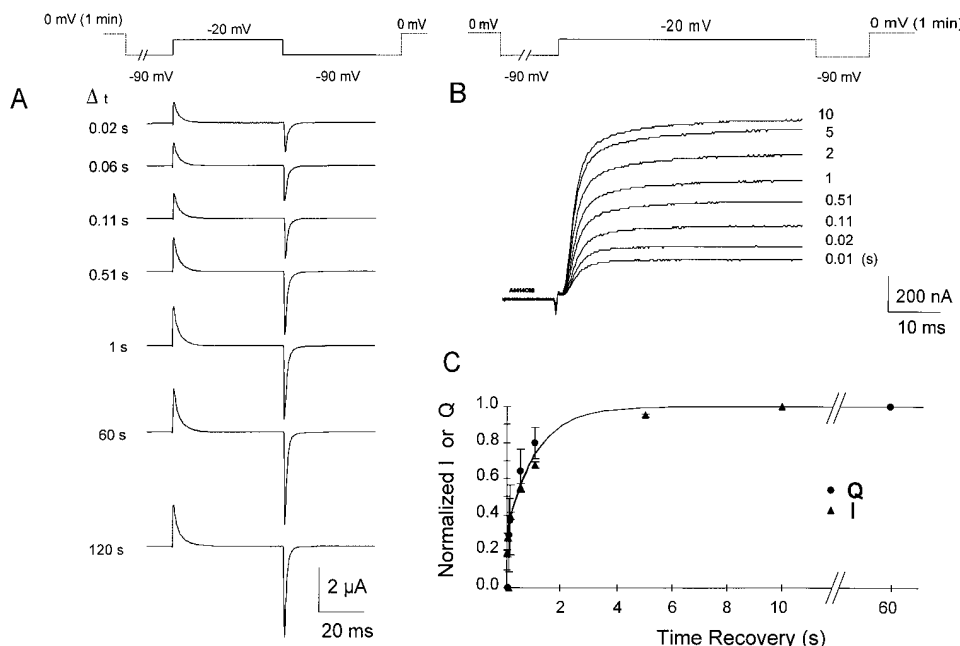 0 mV (1 min)
-20 mV
0 mV
-90 mV
-90 mV
0 mV
-20 mV
0 mV (1 min)
-90 mV
-90 mV
A
Δ t
0.02 s
0.06 s
0.11 s
0.51 s
1 s
60 s
120 s
2 µA
20 ms
B
10
5
2
1
0.51
0.11
0.02
0.01 (s)
200 nA
10 ms
C
Normalized I or Q
1.0
0.8
0.6
0.4
0.2
0.0
Q
I
0 2 4 6 8 10 60
Time Recovery (s)